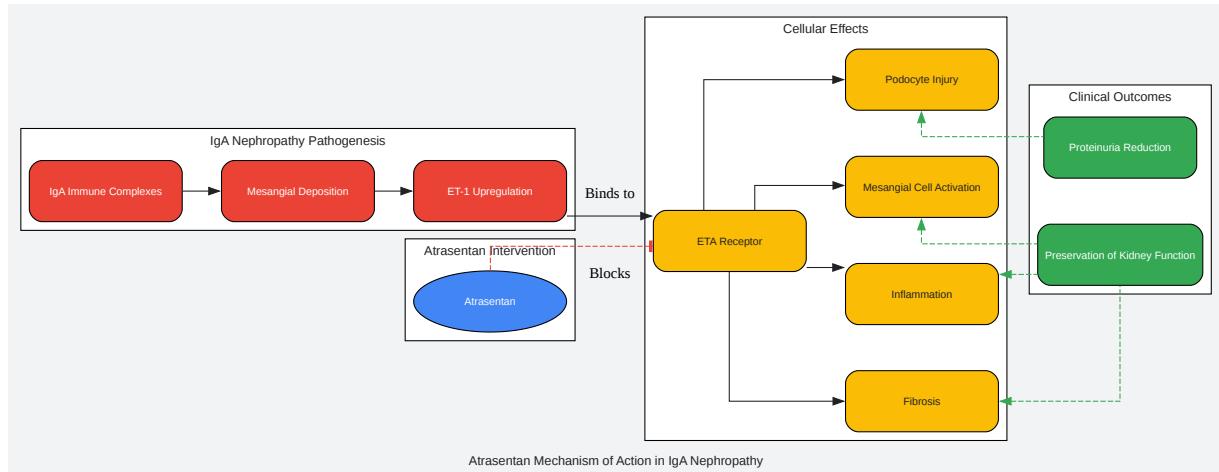 Cellular Effects
Podocyte Injury
Clinical Outcomes
IgA Nephropathy Pathogenesis
Proteinuria Reduction
IgA Immune Complexes
Mesangial Deposition
ET-1 Upregulation
Binds to
Mesangial Cell Activation
ETA Receptor
Atrasentan Intervention
Preservation of Kidney Function
Blocks
Atrasentan
Inflammation
Fibrosis
Atrasentan Mechanism of Action in IgA Nephropathy